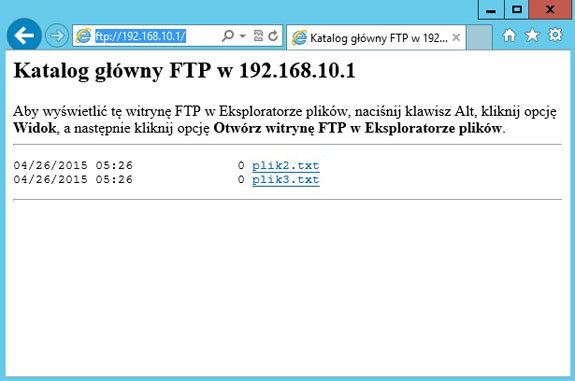 ftp://192.168.10.1/
Katalog główny FTP w 192...
Katalog główny FTP w 192.168.10.1
Aby wyświetlić tę witrynę FTP w Eksploratorze plików, naciśnij klawisz Alt, kliknij opcję
Widok, a następnie kliknij opcję Otwórz witrynę FTP w Eksploratorze plików.
04/26/2015 05:26 0 plik2.txt
04/26/2015 05:26 0 plik3.txt